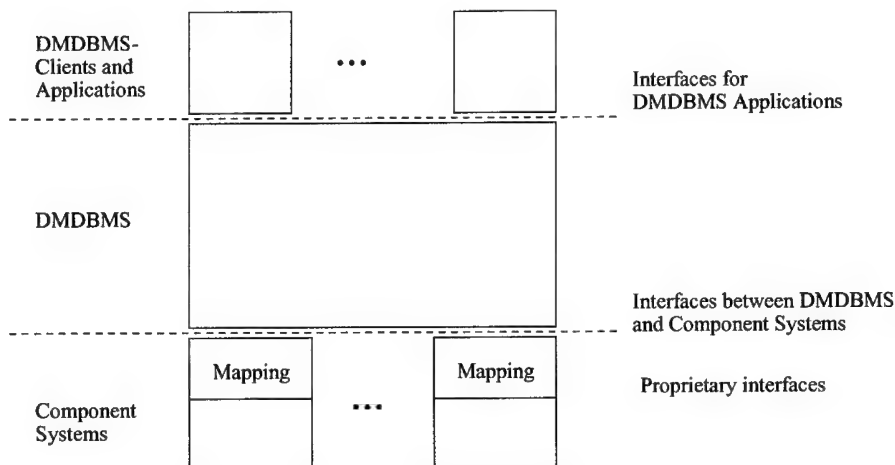 DMDBMS-
Clients and
Applications
...
Interfaces for
DMDBMS Applications
DMDBMS
Interfaces between DMDBMS
and Component Systems
Mapping
Mapping
Proprietary interfaces
...
Component
Systems